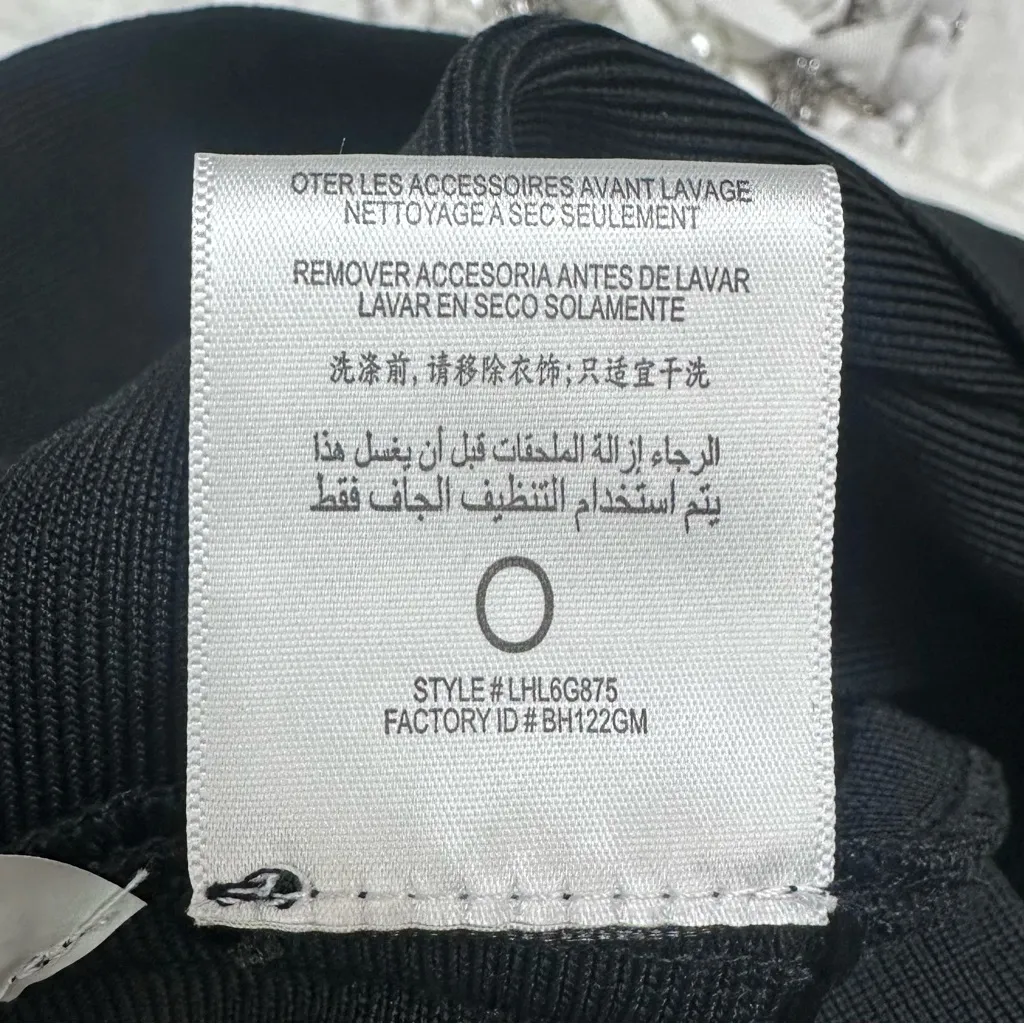 OTER LES ACCESSOIRES AVANT LAVAGE
NETTOYAGE A SEC SEULEMENT
REMOVER ACCESORIA ANTES DE LAVAR
LAVAR EN SECO SOLAMENTE
洗涤前,请移除衣饰;只适宜干洗
الرجاء إزالة الملحقات قبل أن يغسل هذا
يتم استخدام التنظيف الجاف فقط
STYLE # LHL6G875
FACTORY ID # BH122GM